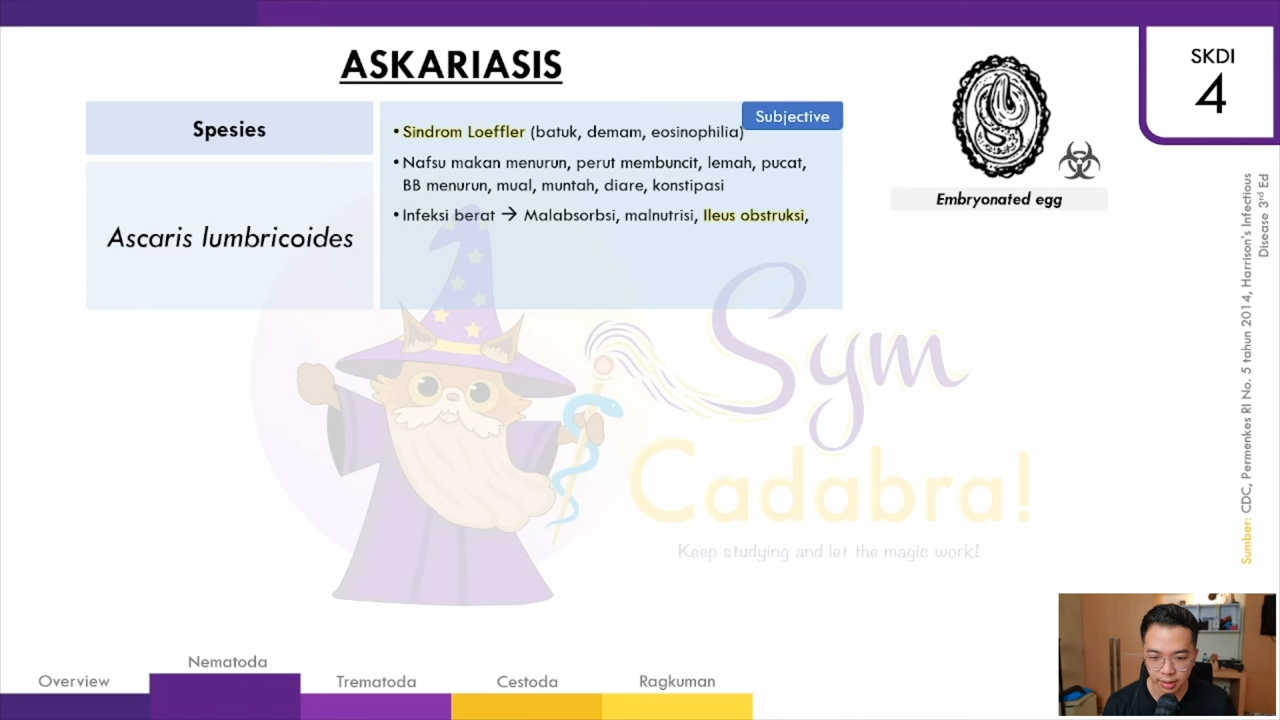 ASKARIASIS
SKDI
4
Spesies
Subjective
• Sindrom Loeffler (batuk, demam, eosinophilia)
• Nafsu makan menurun, perut membuncit, lemah, pucat,
BB menurun, mual, muntah, diare, konstipasi
• Infeksi berat → Malabsorbsi, malnutrisi, Ileus obstruksi,
Ascaris lumbricoides
Embryonated egg
Sumber: CDC, Permenkes RI No. 5 tahun 2014, Harrison's Infectious
Disease 3rd Ed
Sym
Cadabra!
Keep studying and let the magic work!
Overview
Nematoda
Trematoda
Cestoda
Ragkuman